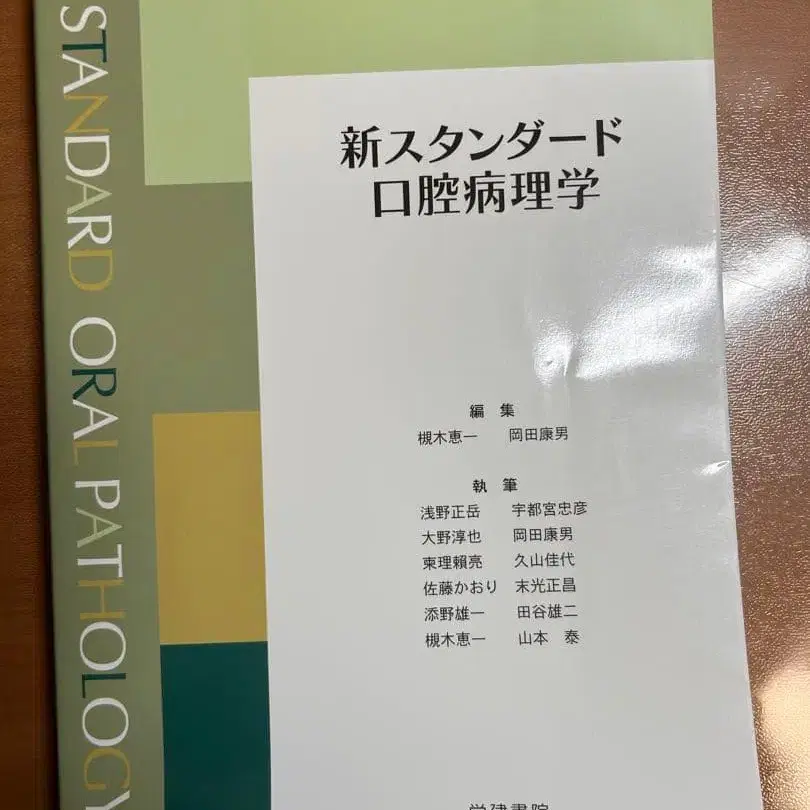 STANDARD ORAL PATHOLOGY
新スタンダード
口腔病理学
編 集
槻木恵一 岡田康男
執 筆
浅野正岳 宇都宮忠彦
大野淳也 岡田康男
東理頼亮 久山佳代
佐藤かおり 末光正昌
添野雄一 田谷雄二
槻木恵一 山本 泰
学建書院